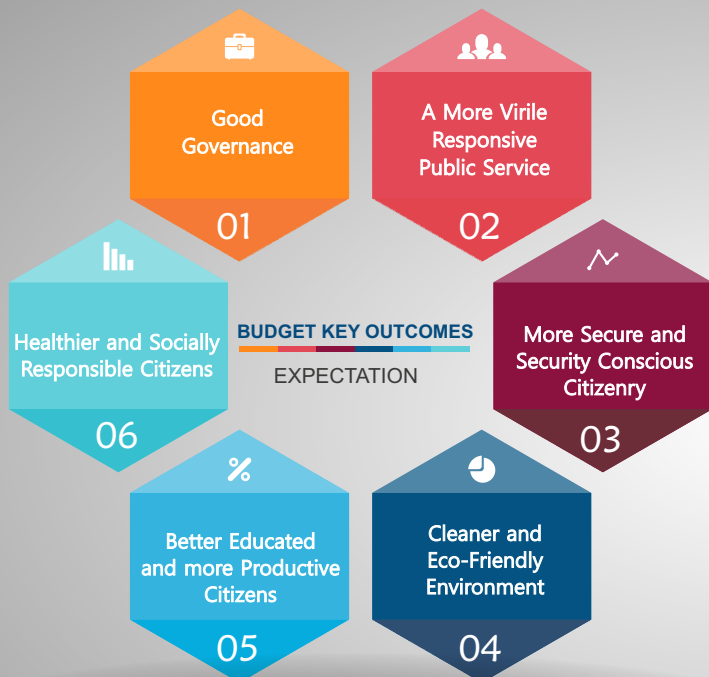 Good
Governance
01
A More Virile
Responsive
Public Service
02
More Secure and
Security Conscious
Citizenry
03
Cleaner and
Eco-Friendly
Environment
04
Better Educated
and more Productive
Citizens
05
Healthier and Socially
Responsible Citizens
06
BUDGET KEY OUTCOMES
EXPECTATION